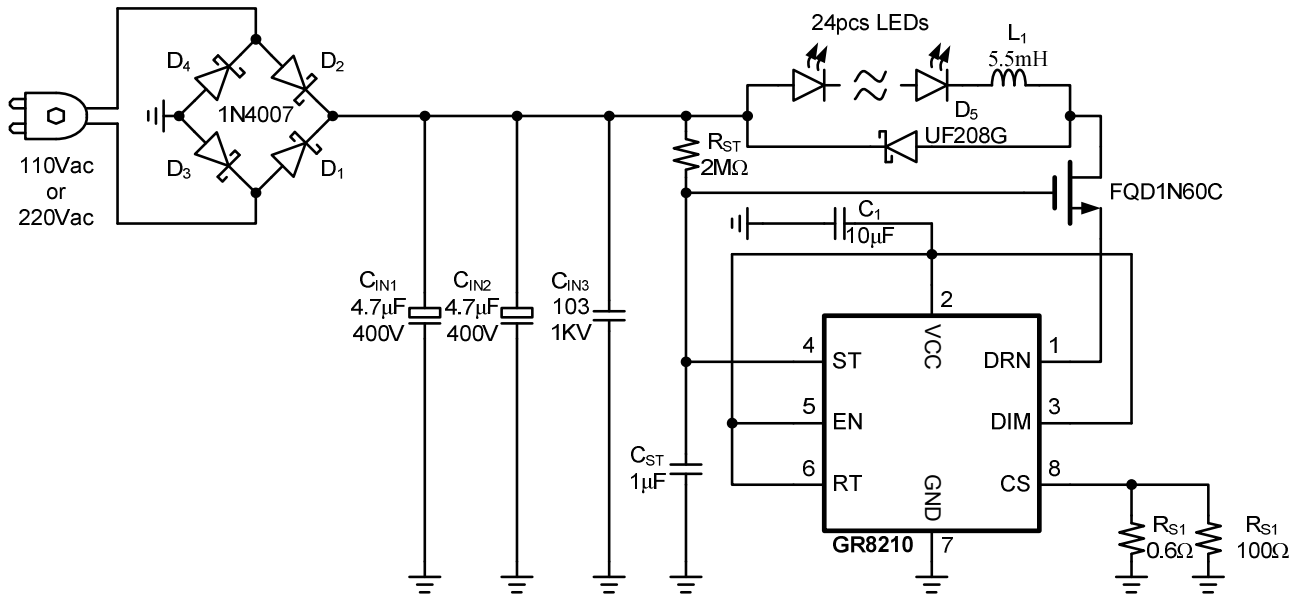 24pcs LEDs
L1
5.5mH
D4
D2
1N4007
D3
D1
110Vac
or
220Vac
D5
UF208G
RST
2MΩ
FQD1N60C
C1
10μF
CIN1
4.7μF
400V
CIN2
4.7μF
400V
CIN3
103
1KV
2
VCC
4
ST
DRN
1
5
EN
DIM
3
6
RT
CS
8
GND
7
GR8210
CST
1μF
RS1
0.6Ω
RS1
100Ω